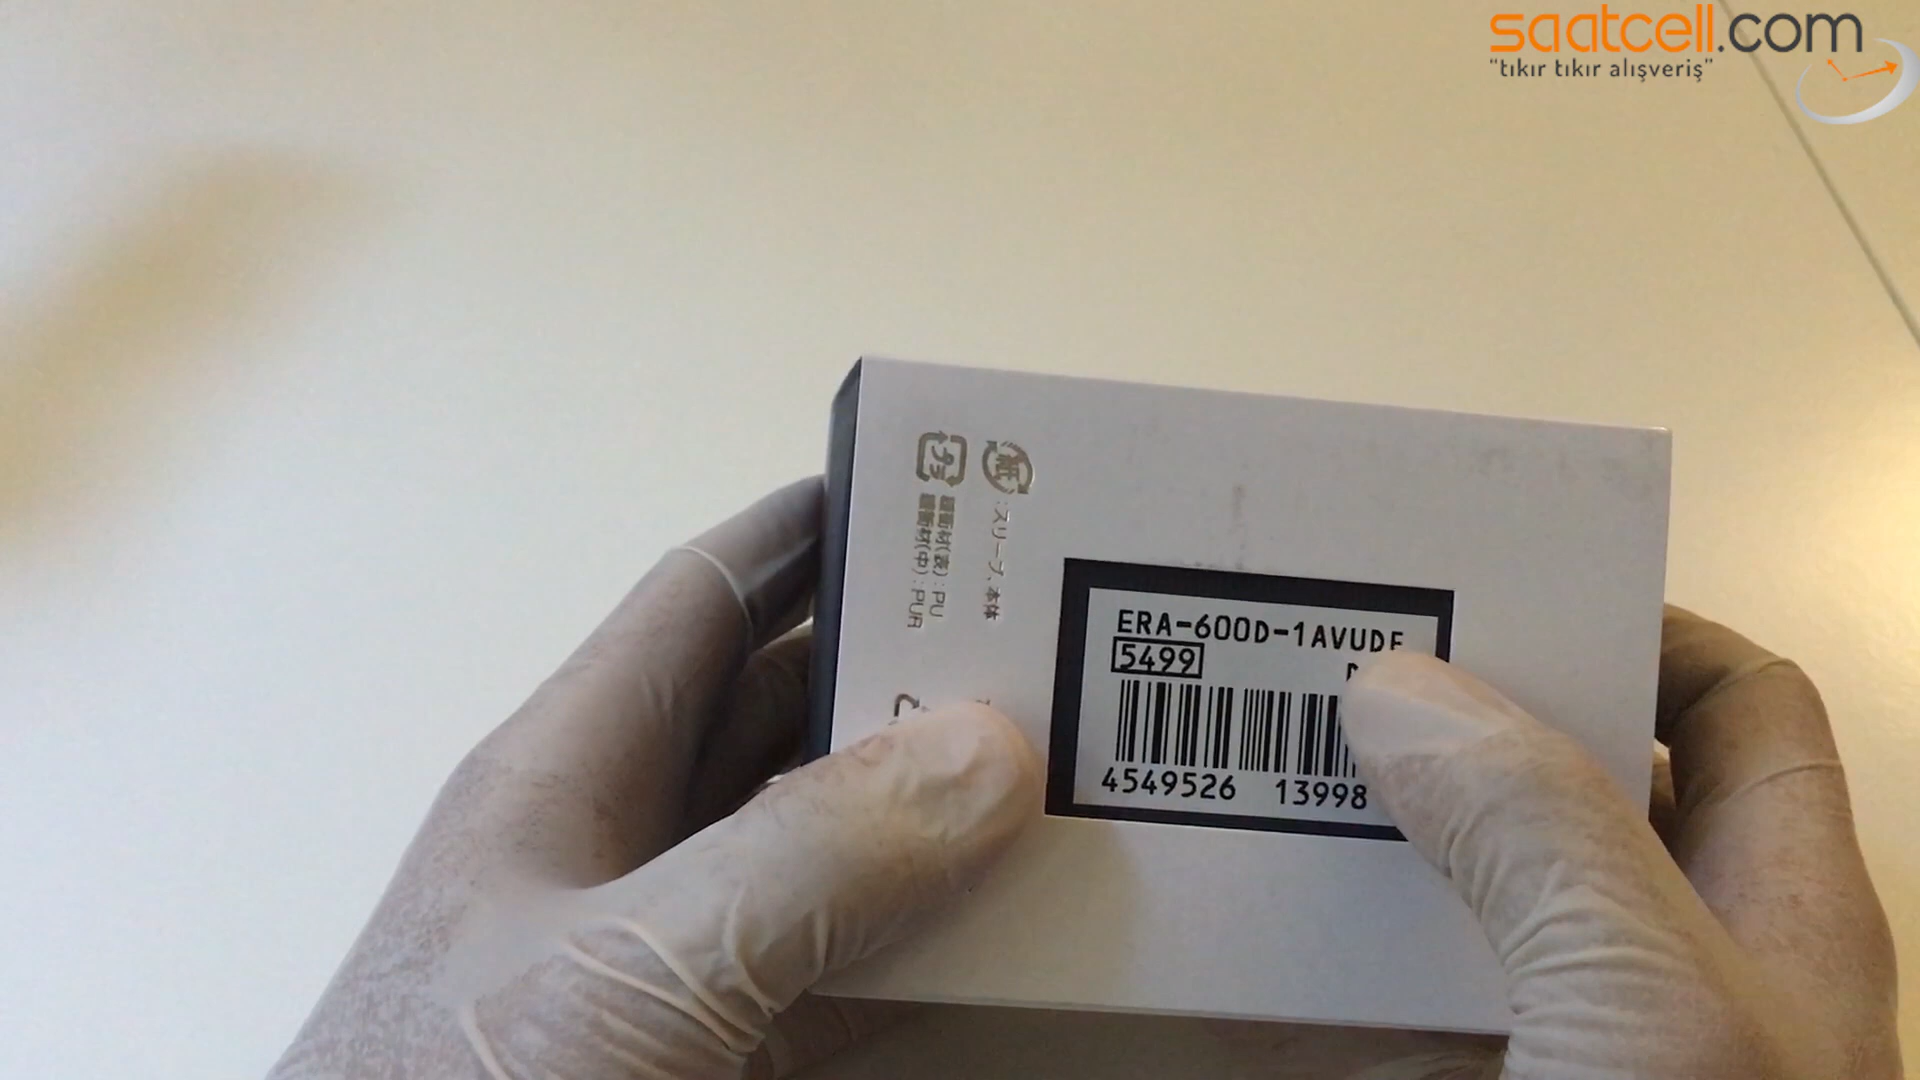 saatcell.com
"tıkır tıkır alışveriş"
紙
:スリーブ、本体
プラ
緩衝材(表):PU
緩衝材(中):PUR
ERA-600D-1AVUDF
5499
4549526 13998